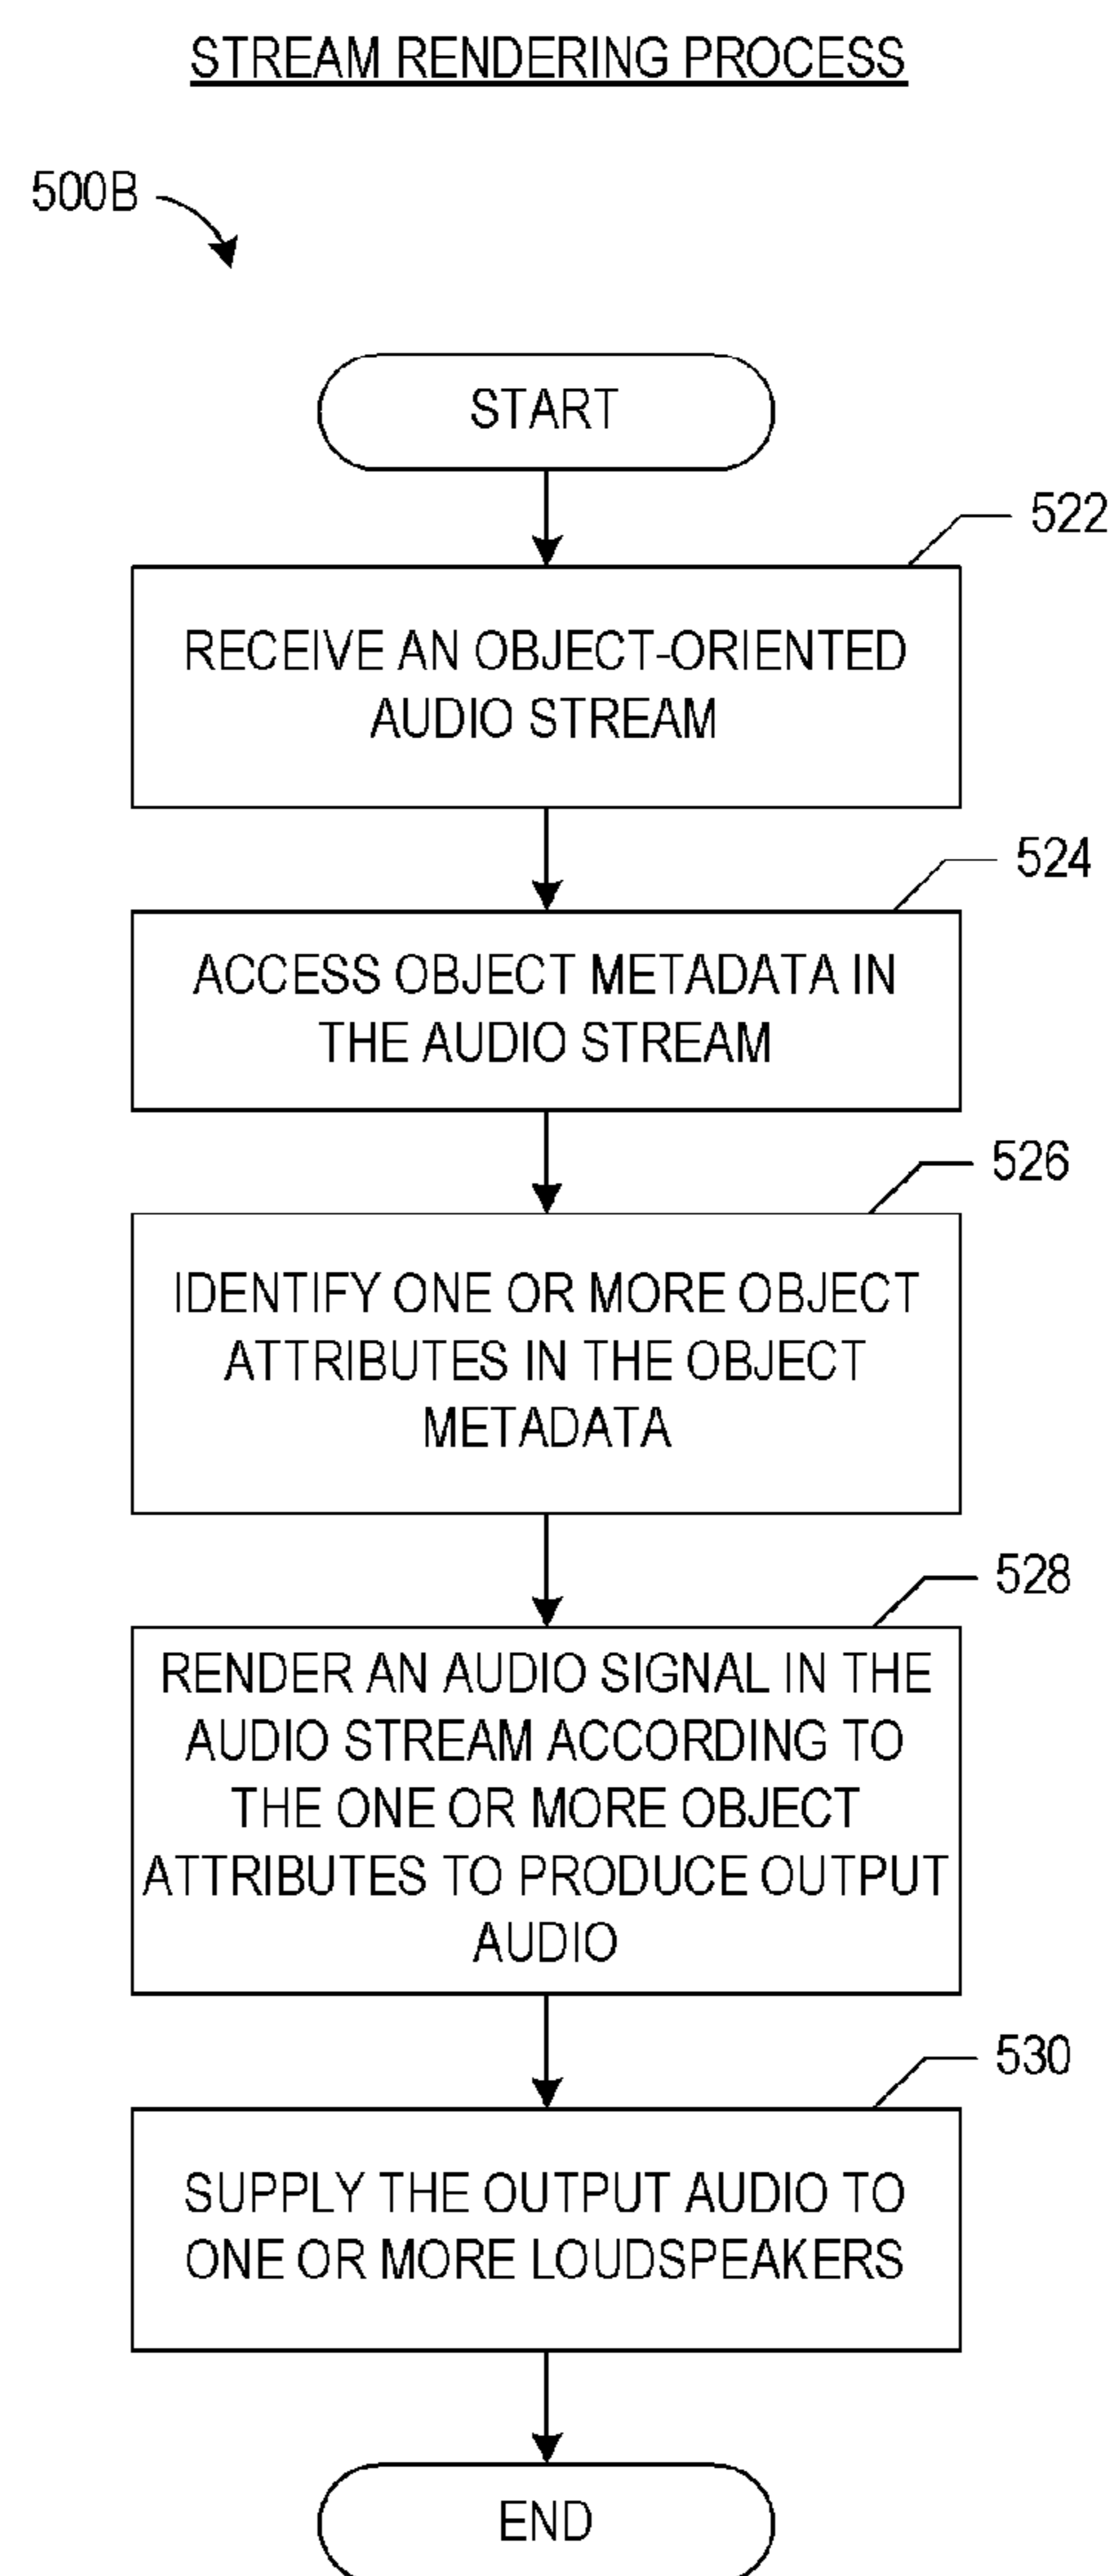 STREAM RENDERING PROCESS
500B
START
522
RECEIVE AN OBJECT-ORIENTED
AUDIO STREAM
524
ACCESS OBJECT METADATA IN
THE AUDIO STREAM
526
IDENTIFY ONE OR MORE OBJECT
ATTRIBUTES IN THE OBJECT
METADATA
528
RENDER AN AUDIO SIGNAL IN THE
AUDIO STREAM ACCORDING TO
THE ONE OR MORE OBJECT
ATTRIBUTES TO PRODUCE OUTPUT
AUDIO
530
SUPPLY THE OUTPUT AUDIO TO
ONE OR MORE LOUDSPEAKERS
END